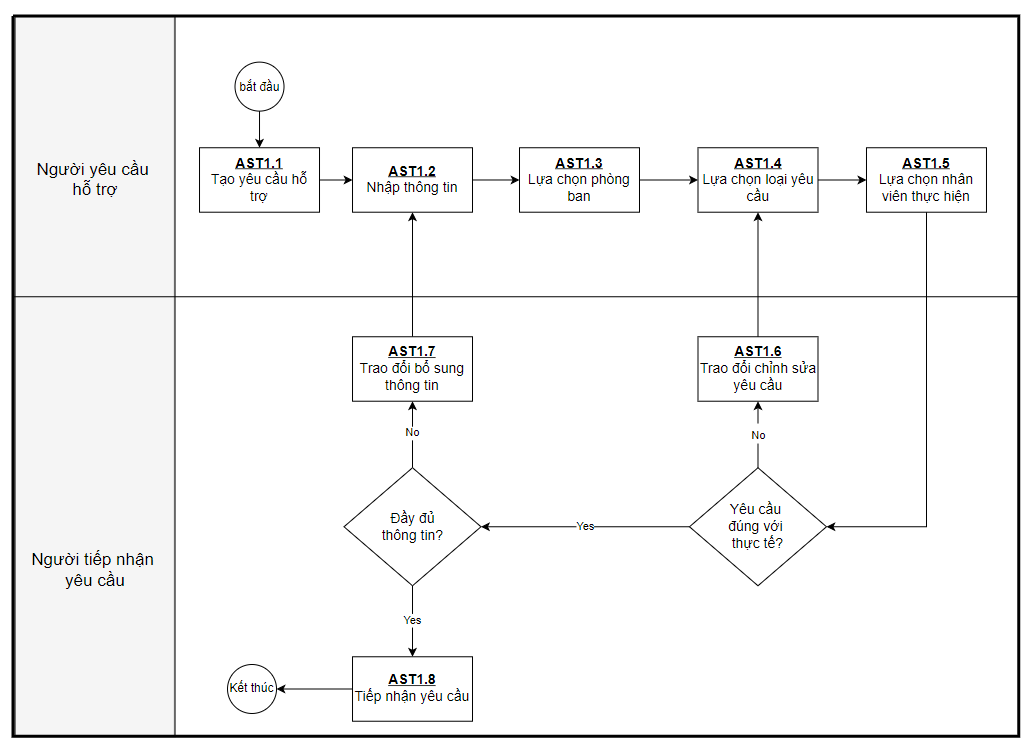 bắt đầu
Người yêu cầu
hỗ trợ
AST1.1
Tạo yêu cầu hỗ
trợ
AST1.2
Nhập thông tin
AST1.3
Lựa chọn phòng
ban
AST1.4
Lựa chọn loại yêu
cầu
AST1.5
Lựa chọn nhân
viên thực hiện
Người tiếp nhận
yêu cầu
AST1.7
Trao đổi bổ sung
thông tin
AST1.6
Trao đổi chỉnh sửa
yêu cầu
No
No
Đầy đủ
thông tin?
Yes
Yêu cầu
đúng với
thực tế?
Yes
AST1.8
Tiếp nhận yêu cầu
Kết thúc